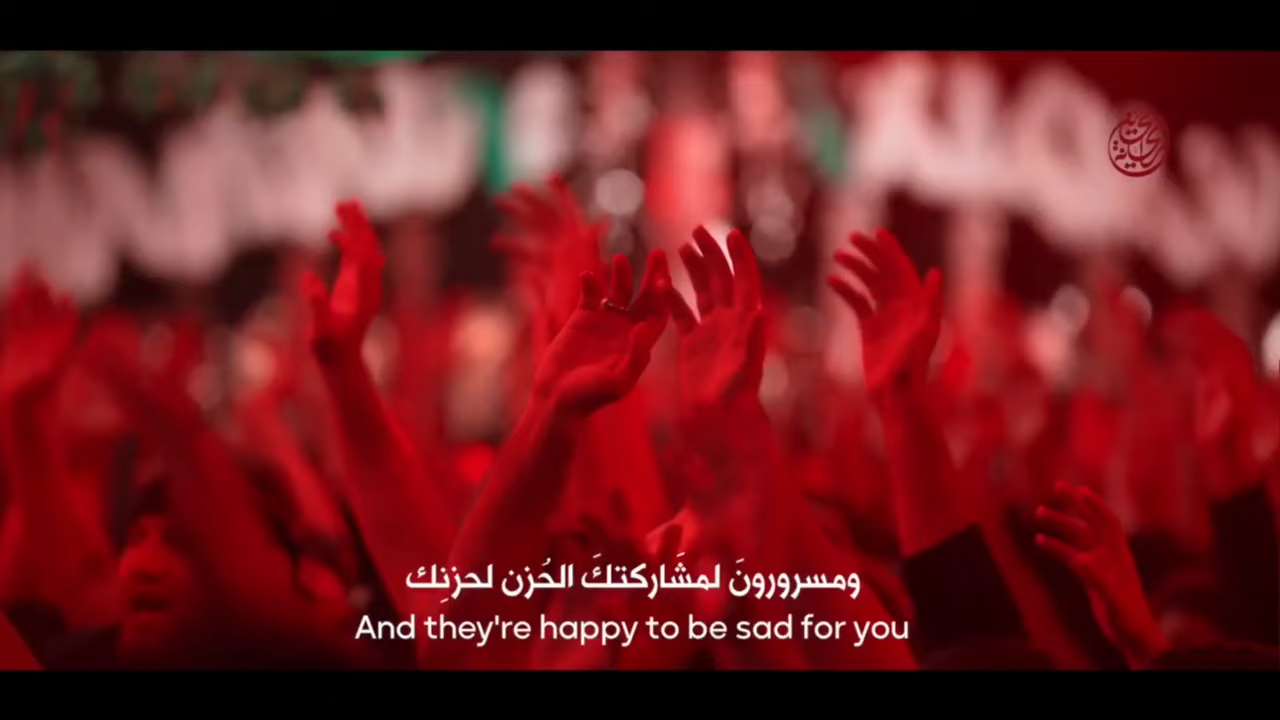 ومسرورونَ لمشَاركتكَ الحُزن لحزنِك
And they're happy to be sad for you